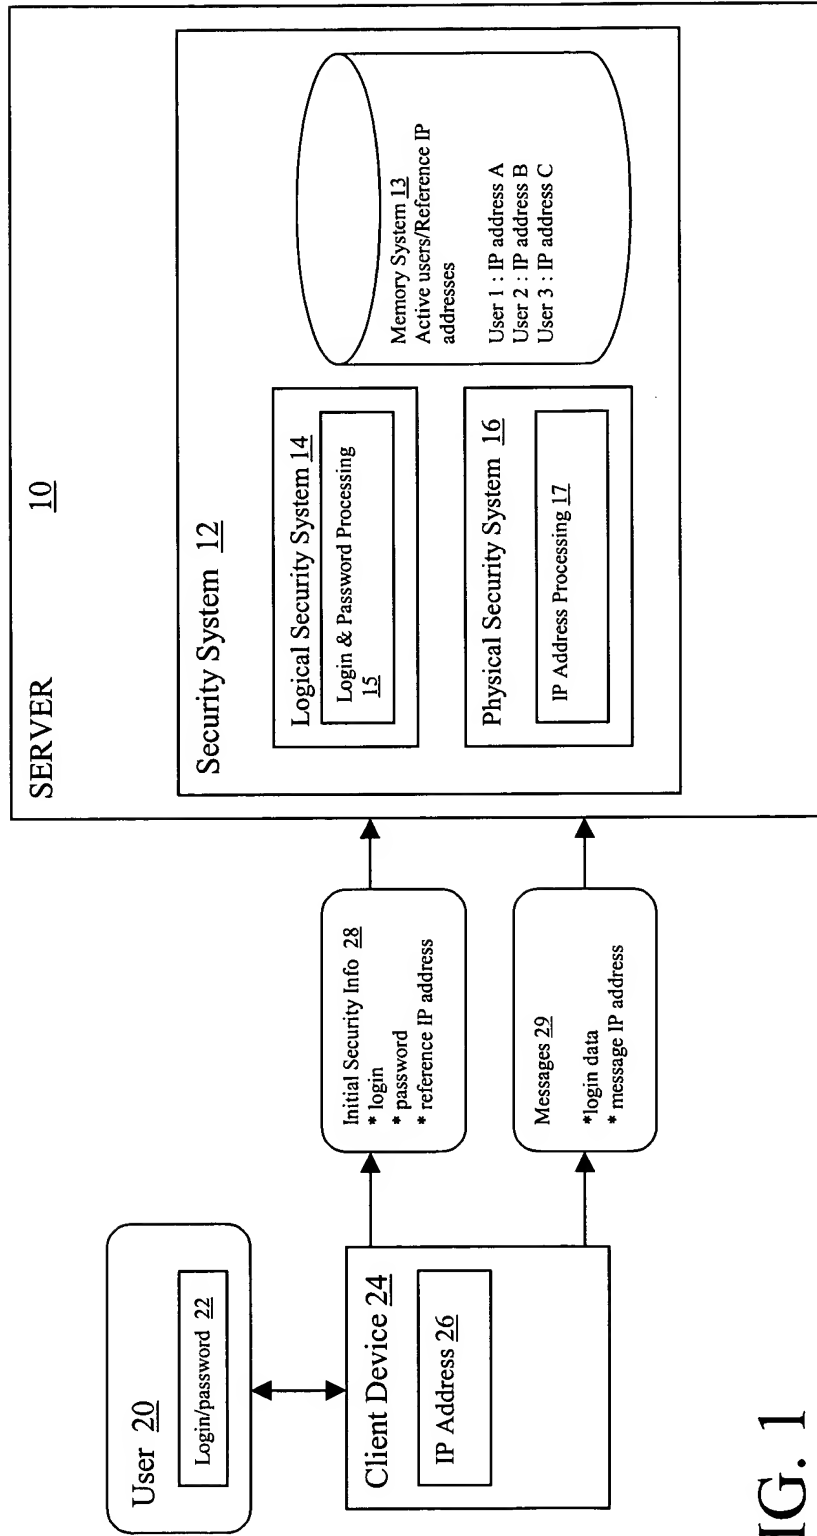 SERVER 10
Security System 12
Logical Security System 14
Login & Password Processing
15
Physical Security System 16
IP Address Processing 17
Memory System 13
Active users/Reference IP
addresses
User 1 : IP address A
User 2 : IP address B
User 3 : IP address C
Initial Security Info 28
* login
* password
* reference IP address
Messages 29
*login data
* message IP address
User 20
Login/password 22
Client Device 24
IP Address 26
IG. 1